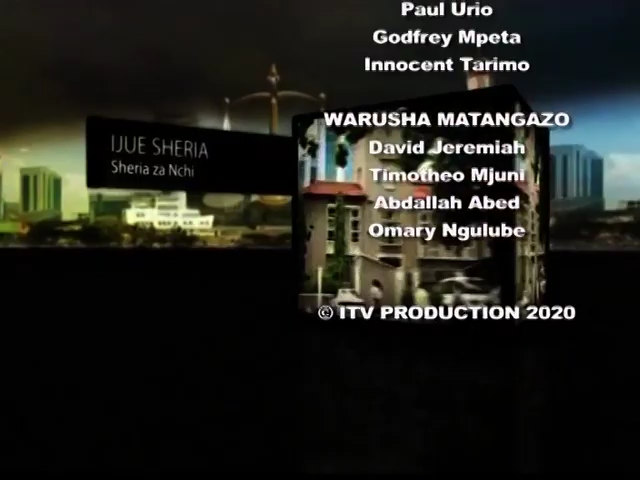 Paul Urio
Godfrey Mpeta
Innocent Tarimo
WARUSHA MATANGAZO
David Jeremiah
Timotheo Mjuni
Abdallah Abed
Omary Ngulube
© ITV PRODUCTION 2020
IJUE SHERIA
Sheria za Nchi